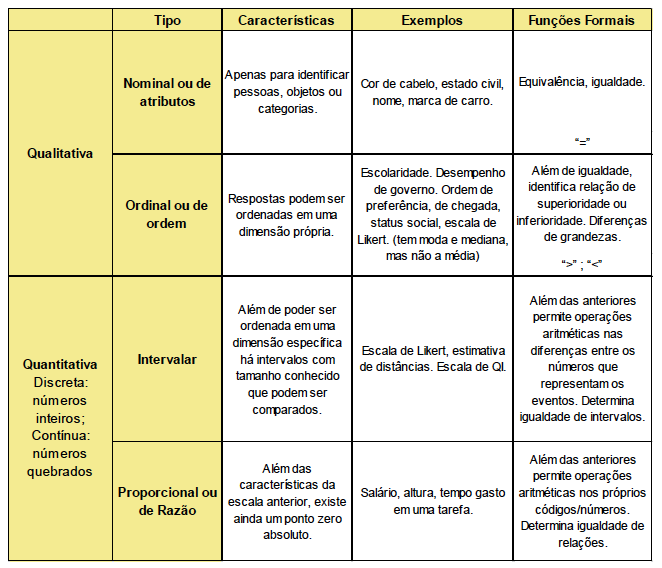 Tipo
Características
Exemplos
Funções Formais
Qualitativa
Nominal ou de
atributos
Apenas para identificar
pessoas, objetos ou
categorias.
Cor de cabelo, estado civil,
nome, marca de carro.
Equivalência, igualdade.
“=”
Ordinal ou de
ordem
Respostas podem ser
ordenadas em uma
dimensão própria.
Escolaridade. Desempenho
de governo. Ordem de
preferência, de chegada,
status social, escala de
Likert. (tem moda e mediana,
mas não a média)
Além de igualdade,
identifica relação de
superioridade ou
inferioridade. Diferenças
de grandezas.
“>” ; “<”
Quantitativa
Discreta:
números
inteiros;
Contínua:
números
quebrados
Intervalar
Além de poder ser
ordenada em uma
dimensão específica
há intervalos com
tamanho conhecido
que podem ser
comparados.
Escala de Likert, estimativa
de distâncias. Escala de QI.
Além das anteriores
permite operações
aritméticas nas
diferenças entre os
números que
representam os
eventos. Determina
igualdade de intervalos.
Proporcional ou
de Razão
Além das
características da
escala anterior, existe
ainda um ponto zero
absoluto.
Salário, altura, tempo gasto
em uma tarefa.
Além das anteriores
permite operações
aritméticas nos próprios
códigos/números.
Determina igualdade de
relações.